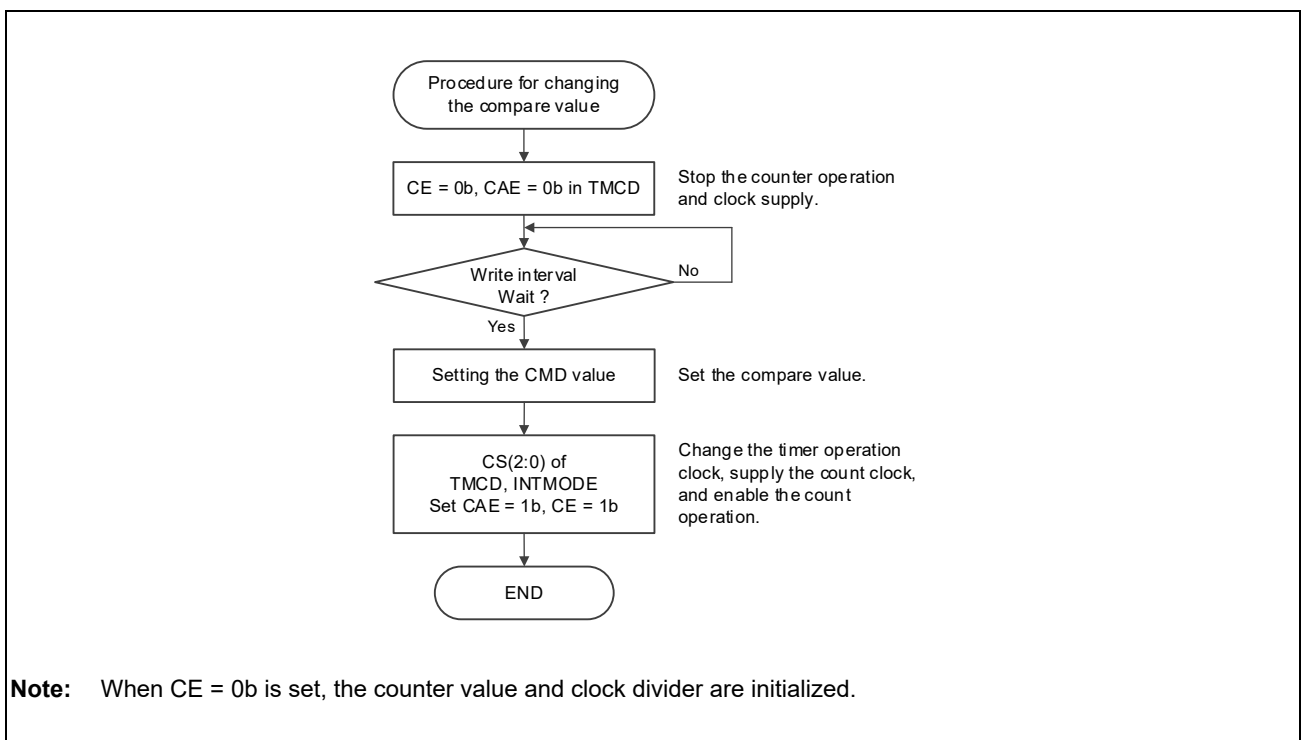 Procedure for changing
the compare value
CE = 0b, CAE = 0b in TMCD
Stop the counter operation
and clock supply.
Write interval
Wait ?
No
Yes
Setting the CMD value
Set the compare value.
CS(2:0) of
TMCD, INTMODE
Set CAE = 1b, CE = 1b
Change the timer operation
clock, supply the count clock,
and enable the count
operation.
END
Note: When CE = 0b is set, the counter value and clock divider are initialized.